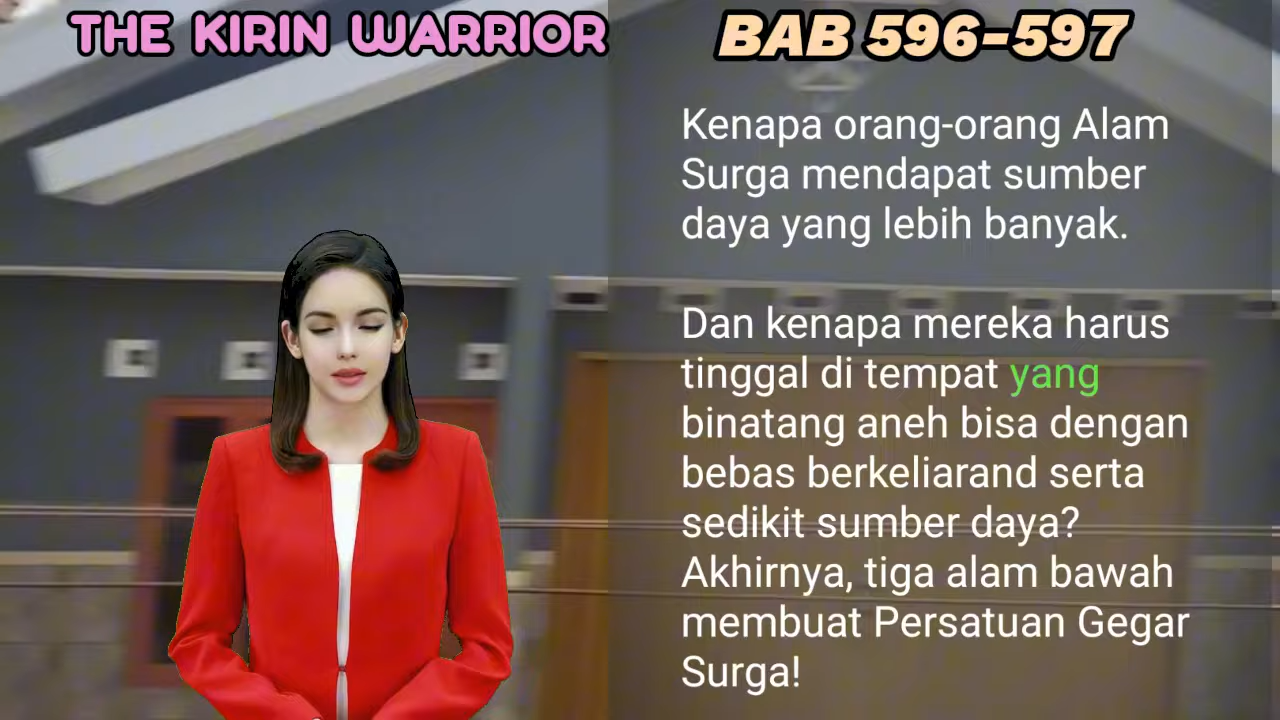 THE KIRIN WARRIOR
BAB 596-597
Kenapa orang-orang Alam
Surga mendapat sumber
daya yang lebih banyak.
Dan kenapa mereka harus
tinggal di tempat yang
binatang aneh bisa dengan
bebas berkeliarand serta
sedikit sumber daya?
Akhirnya, tiga alam bawah
membuat Persatuan Gegar
Surga!